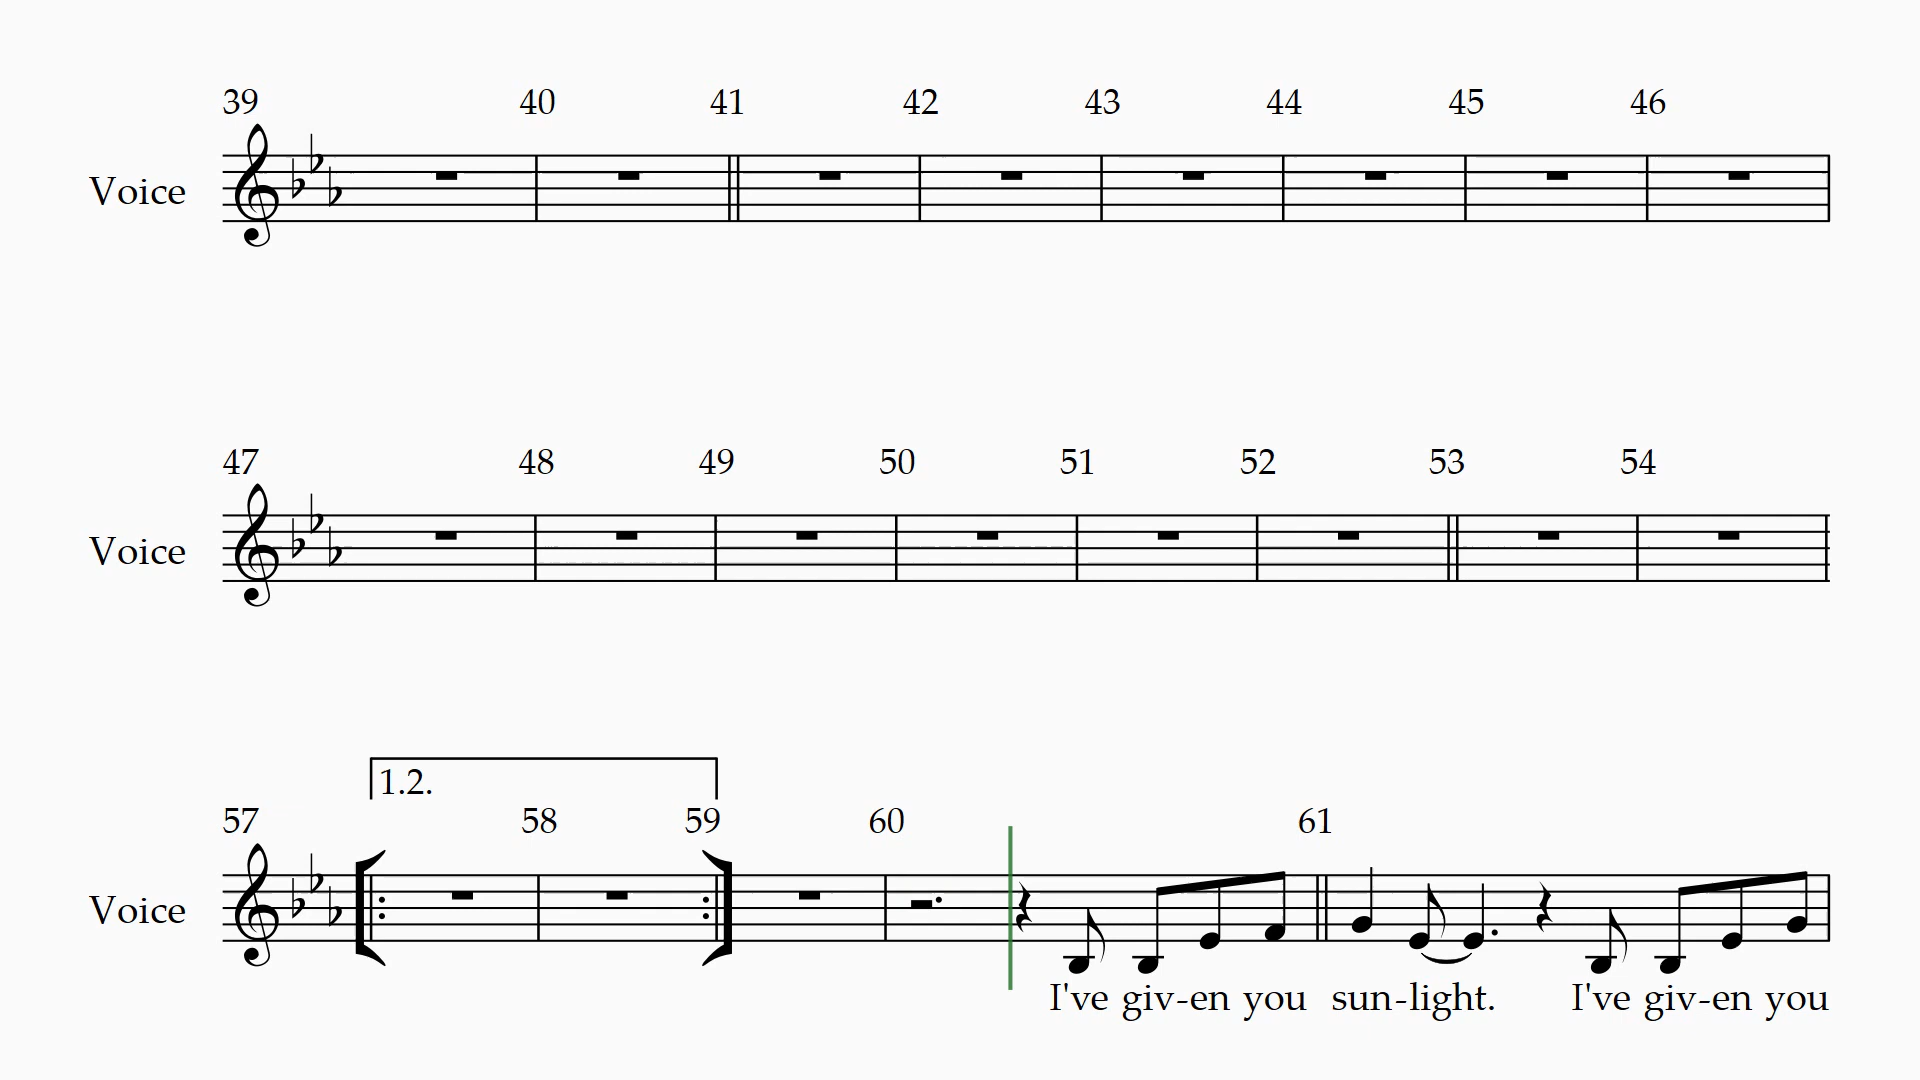 39 40 41 42 43 44 45 46
Voice
47 48 49 50 51 52 53 54
Voice
1.2.
57 58 59 60 61
Voice
I've giv-en you sun-light. I've giv-en you